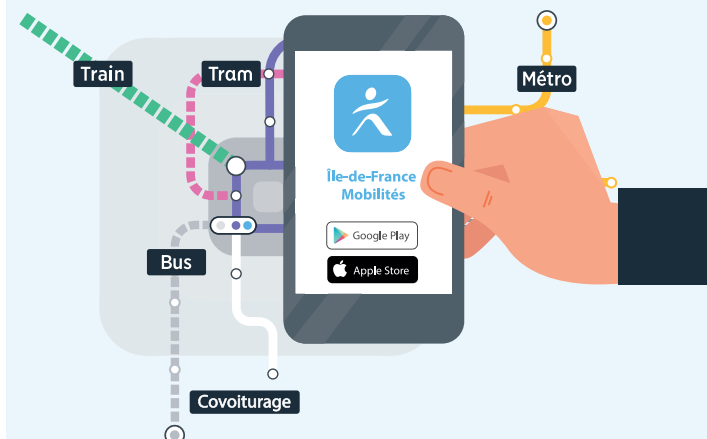 Train
Tram
Métro
Île-de-France
Mobilités
Google Play
Apple Store
Bus
Covoiturage